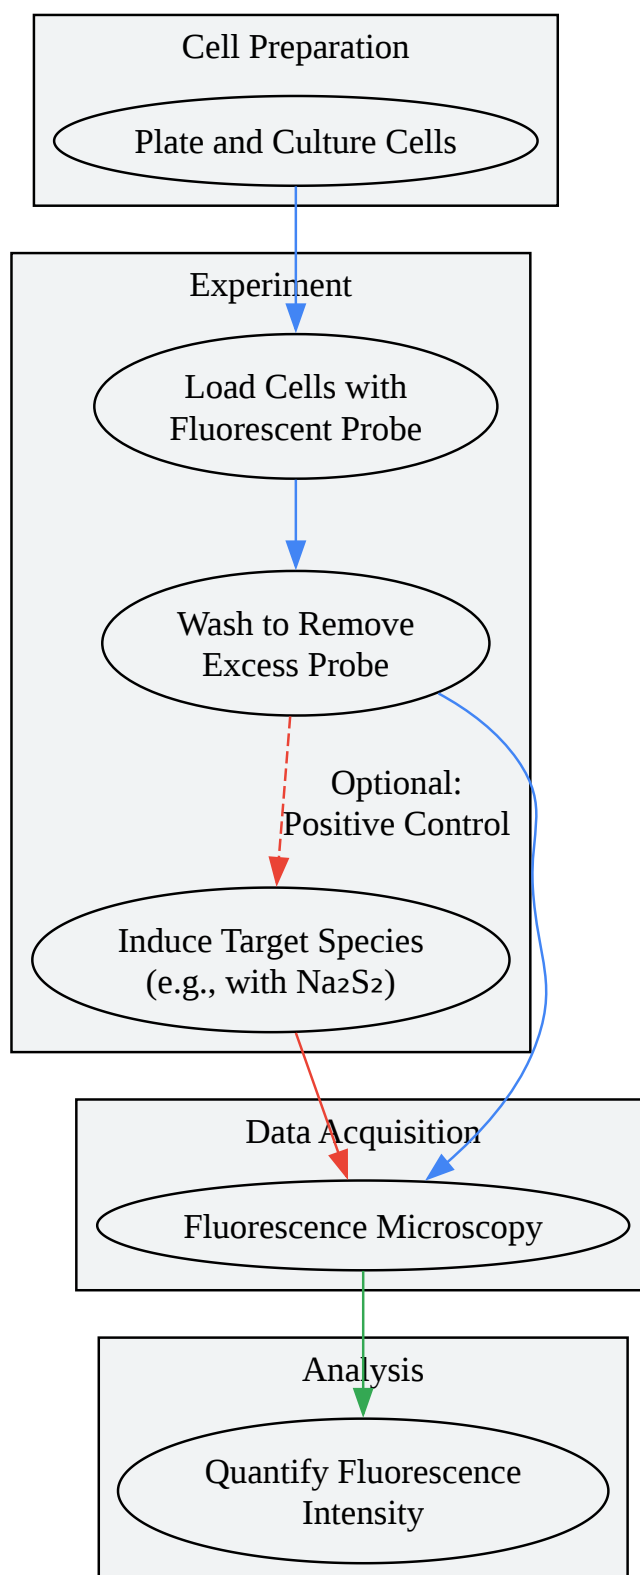 Cell Preparation
Plate and Culture Cells
Experiment
Load Cells with
Fluorescent Probe
Wash to Remove
Excess Probe
Optional:
Positive Control
Induce Target Species
(e.g., with Na₂S₂)
Data Acquisition
Fluorescence Microscopy
Analysis
Quantify Fluorescence
Intensity